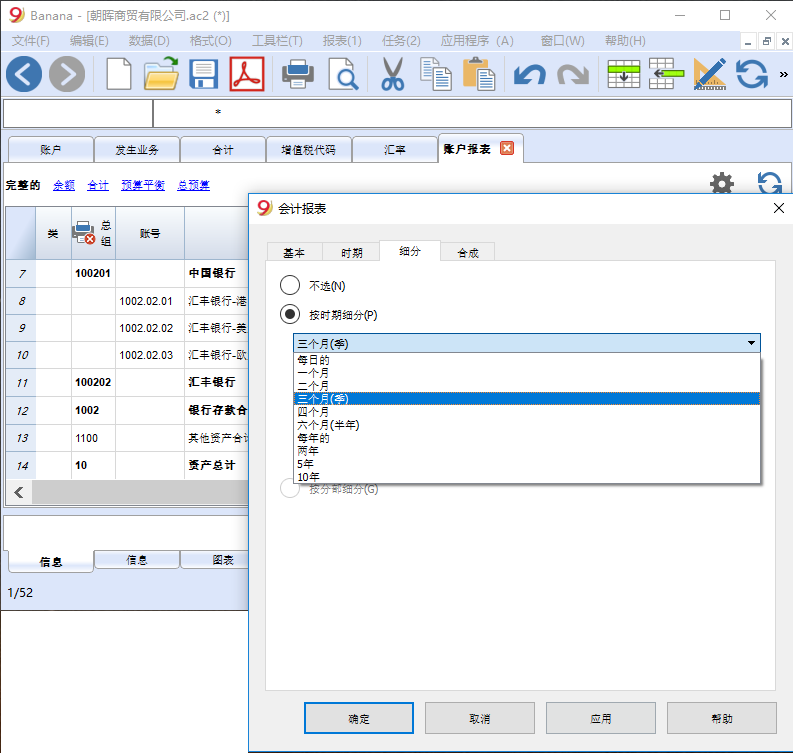 Banana - [朝晖商贸有限公司.ac2 (*)]
文件(F) 编辑(E) 数据(D) 格式(O) 工具栏(T) 报表(1) 任务(2) 应用程序 (A) 窗口(W) 帮助(H)
*
账户 发生业务 合计 增值税代码 汇率 账户报表
完整的 余额 合计 预算平衡 总预算
类 总组 账号
7 100201 中国银行
8 1002.02.01 汇丰银行-港
9 1002.02.02 汇丰银行-美
10 1002.02.03 汇丰银行-欧
11 100202 汇丰银行
12 1002 银行存款合
13 1100 其他资产合计
14 10 资产总计
信息 信息 图表
1/52
会计报表
基本 时期 细分 合成
不选(N)
按时期细分(P)
三个月(季)
每日的
一个月
二个月
三个月(季)
四个月
六个月(半年)
每年的
两年
5年
10年
按分部细分(G)
确定 取消 应用 帮助